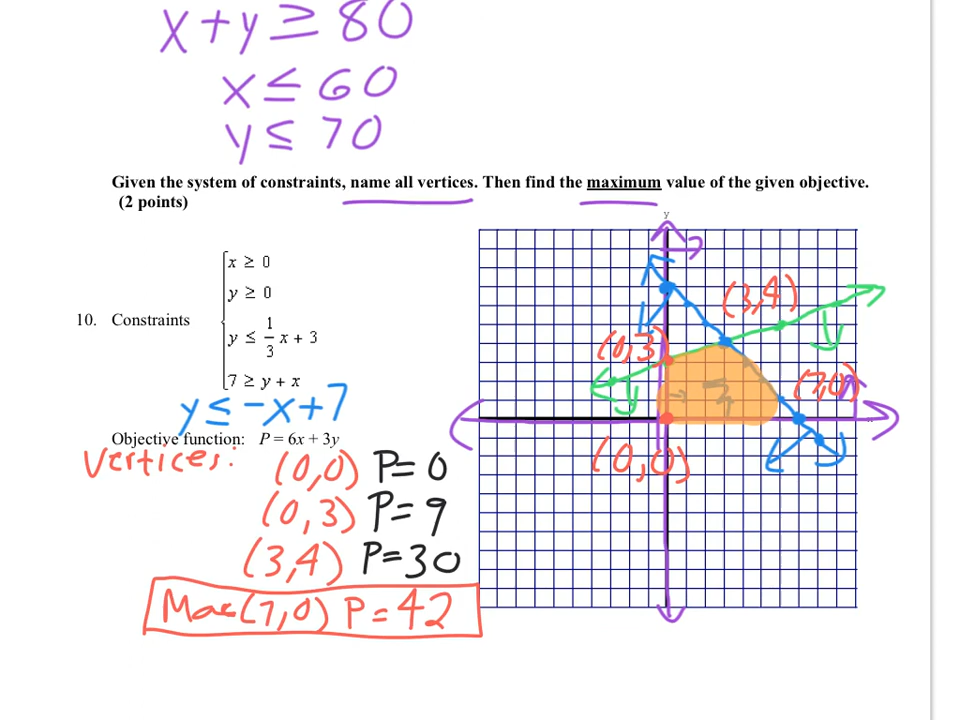 x+y ≥ 80
x ≤ 60
y ≤ 70
Given the system of constraints, name all vertices. Then find the maximum value of the given objective.
(2 points)
y
x ≥ 0
y ≥ 0
10. Constraints
y ≤ 1/3 x + 3
7 ≥ y + x
y ≤ -x+7
Objective function: P = 6x + 3y
Vertices:
(0,0) P=0
(0,3) P=9
(3,4) P=30
Max(7,0) P=42
(3,4)
(0,3)
(7,0)
(0,0)